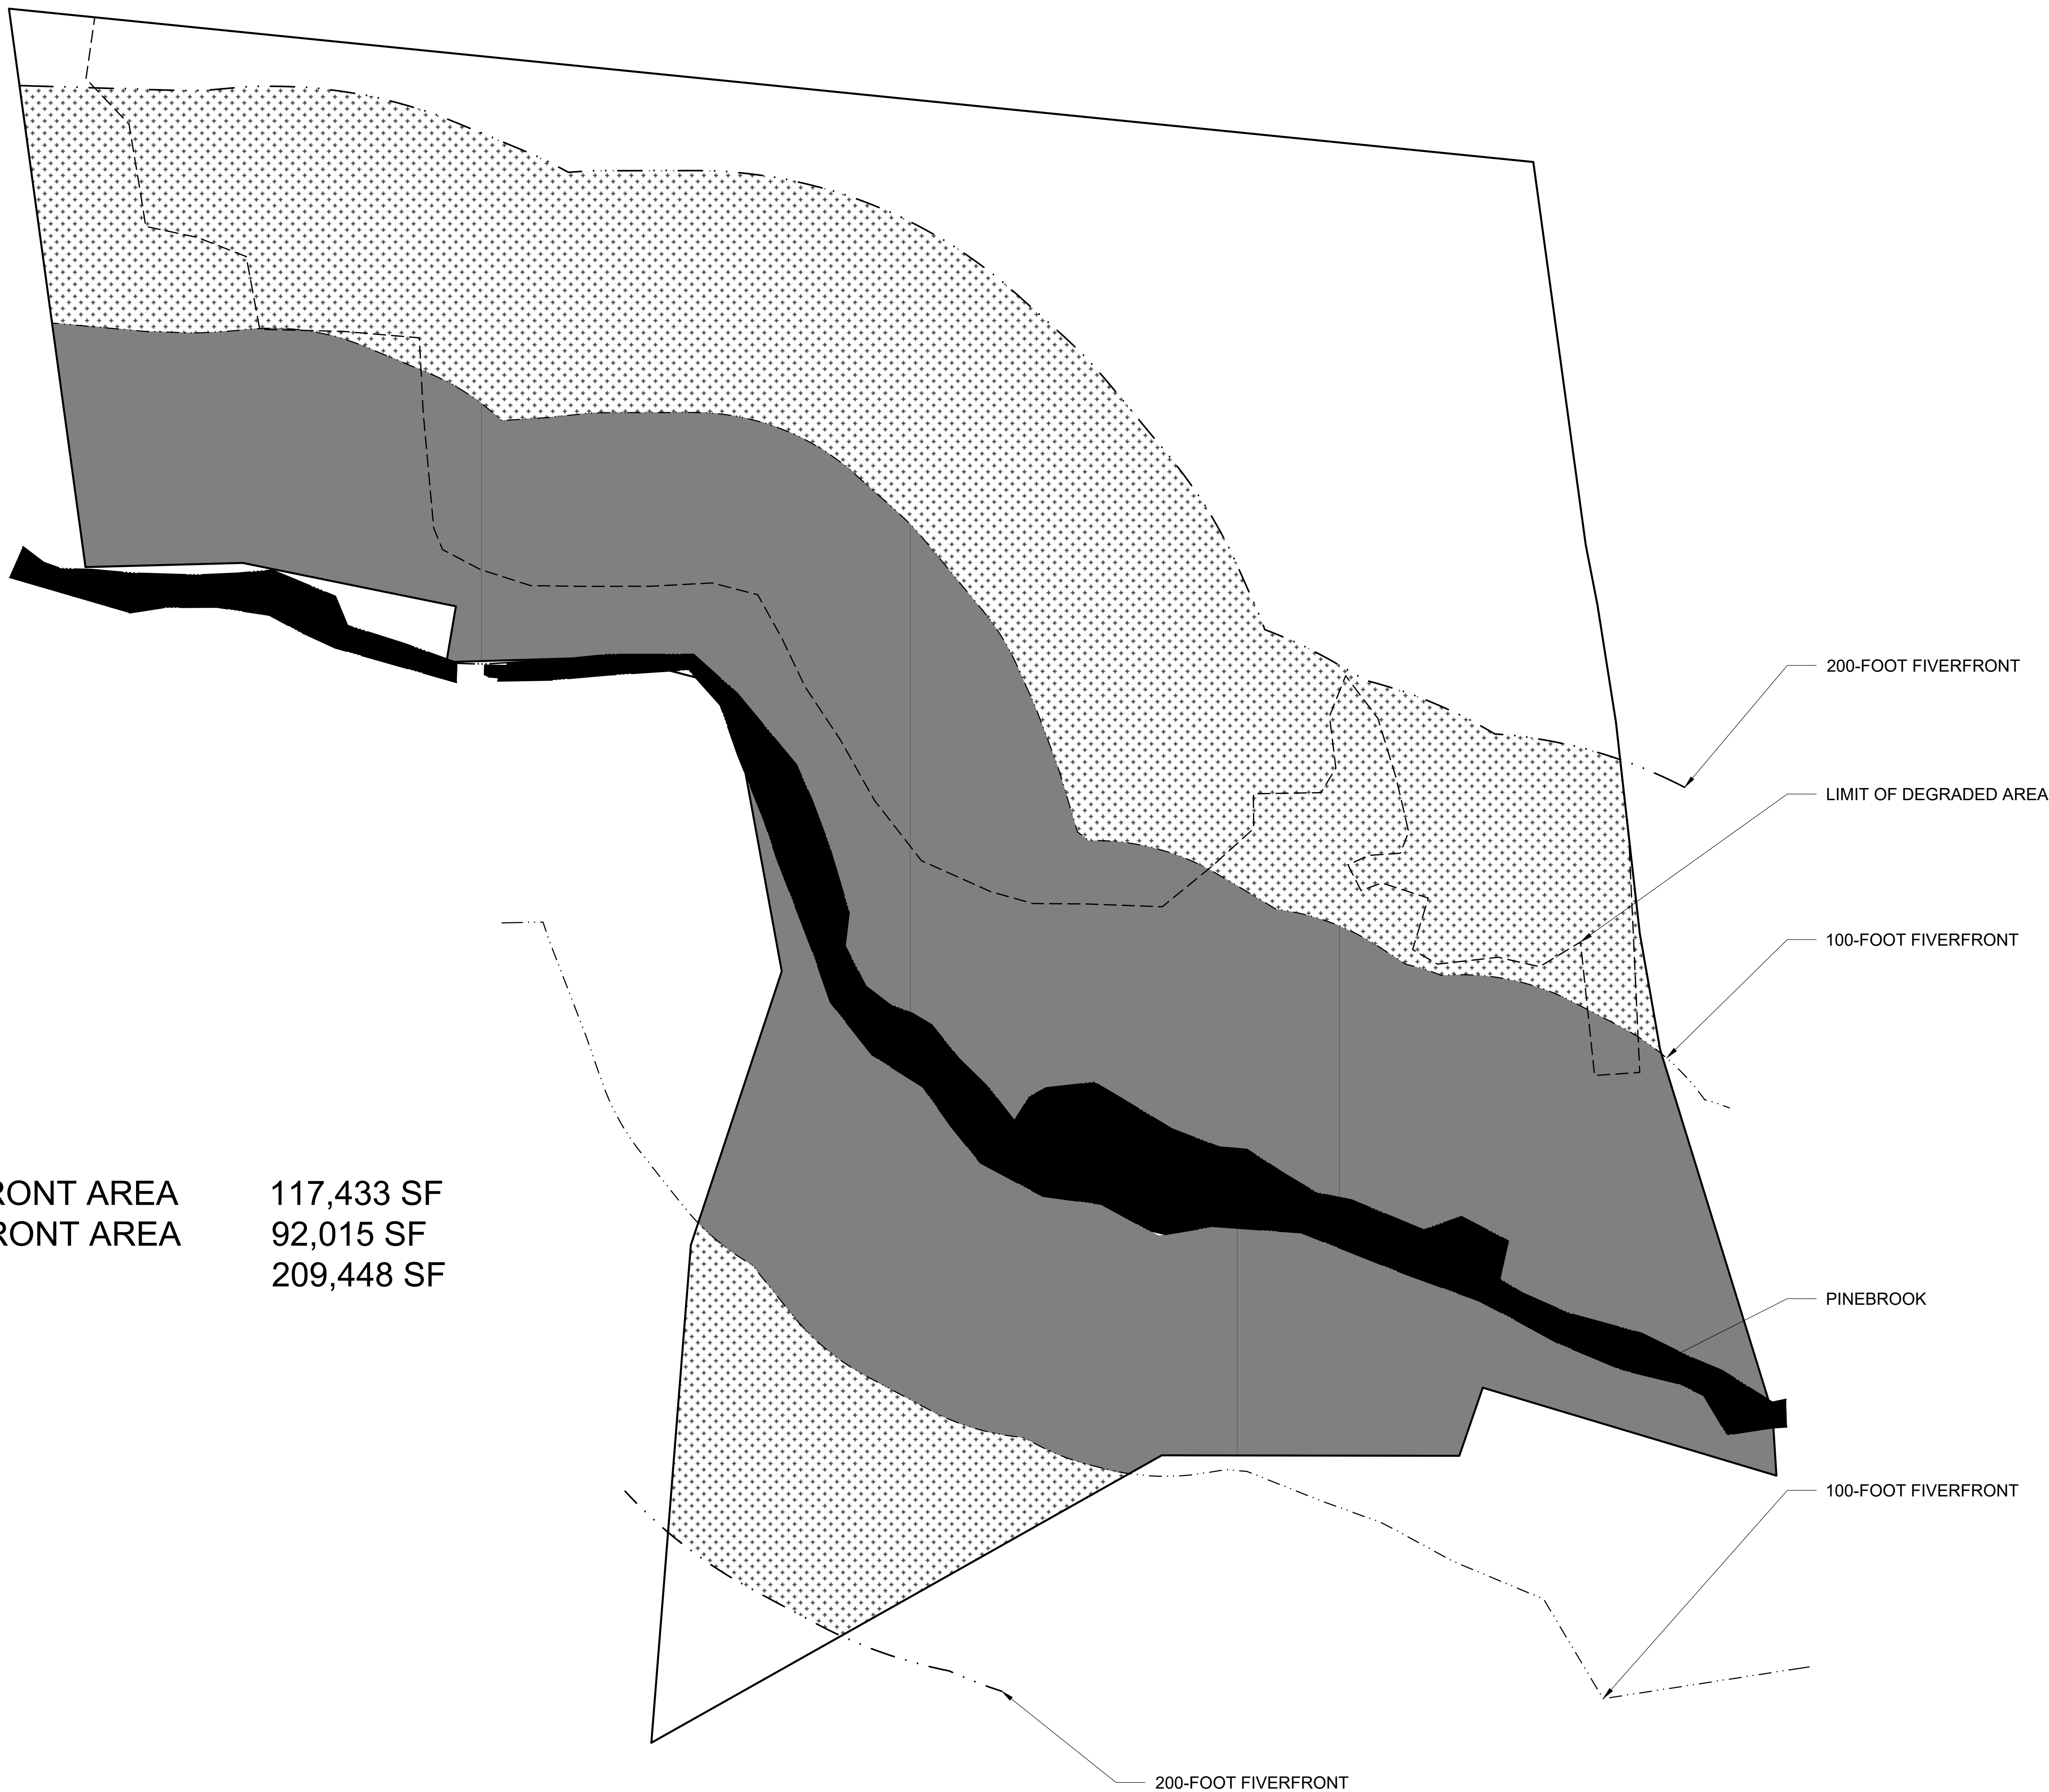 200-FOOT FIVERFRONT
LIMIT OF DEGRADED AREA
100-FOOT FIVERFRONT
RONT AREA 117,433 SF
RONT AREA 92,015 SF
209,448 SF
PINEBROOK
100-FOOT FIVERFRONT
200-FOOT FIVERFRONT